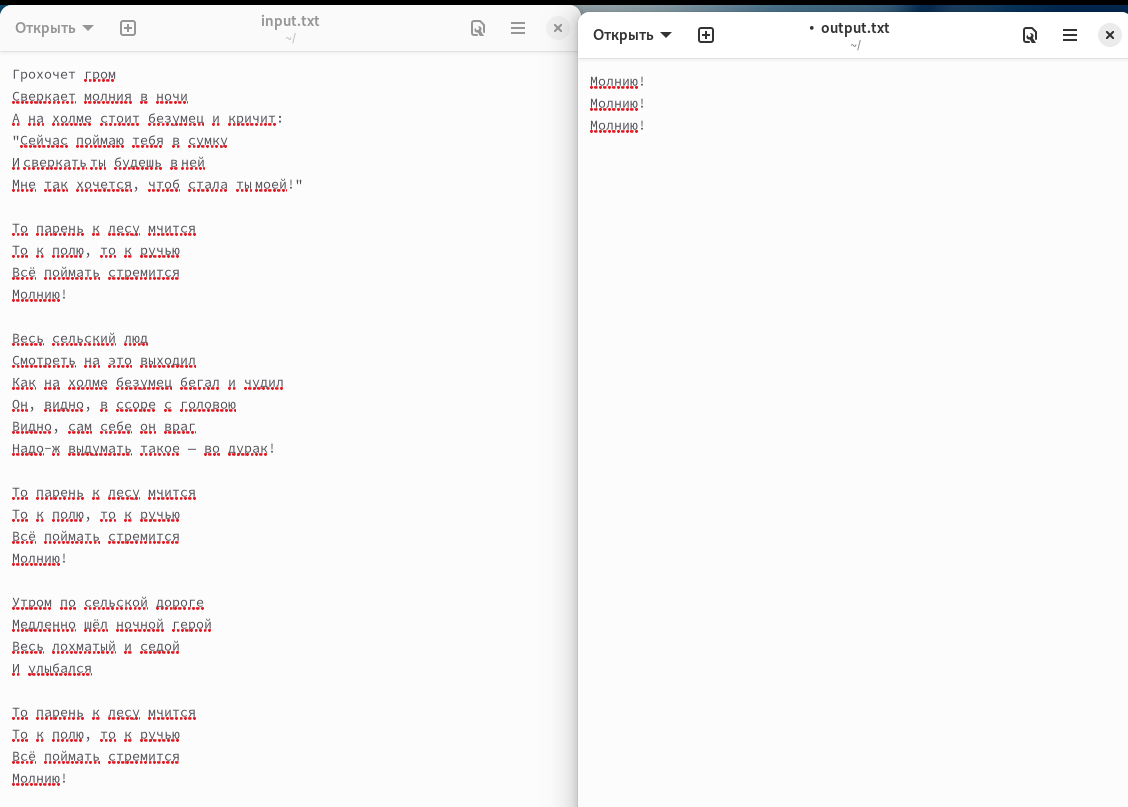 Открыть
input.txt
~/
Грохочет гром
Сверкает молния в ночи
А на холме стоит безумец и кричит:
"Сейчас поймаю тебя в сумку
И сверкать ты будешь в ней
Мне так хочется, чтоб стала ты моей!"

То парень к лесу мчится
То к полю, то к ручью
Всё поймать стремится
Молнию!

Весь сельский люд
Смотреть на это выходил
Как на холме безумец бегал и чудил
Он, видно, в ссоре с головою
Видно, сам себе он враг
Надо-ж выдумать такое — во дурак!

То парень к лесу мчится
То к полю, то к ручью
Всё поймать стремится
Молнию!

Утром по сельской дороге
Медленно шёл ночной герой
Весь лохматый и седой
И улыбался

То парень к лесу мчится
То к полю, то к ручью
Всё поймать стремится
Молнию!

Открыть
• output.txt
~/
Молнию!
Молнию!
Молнию!